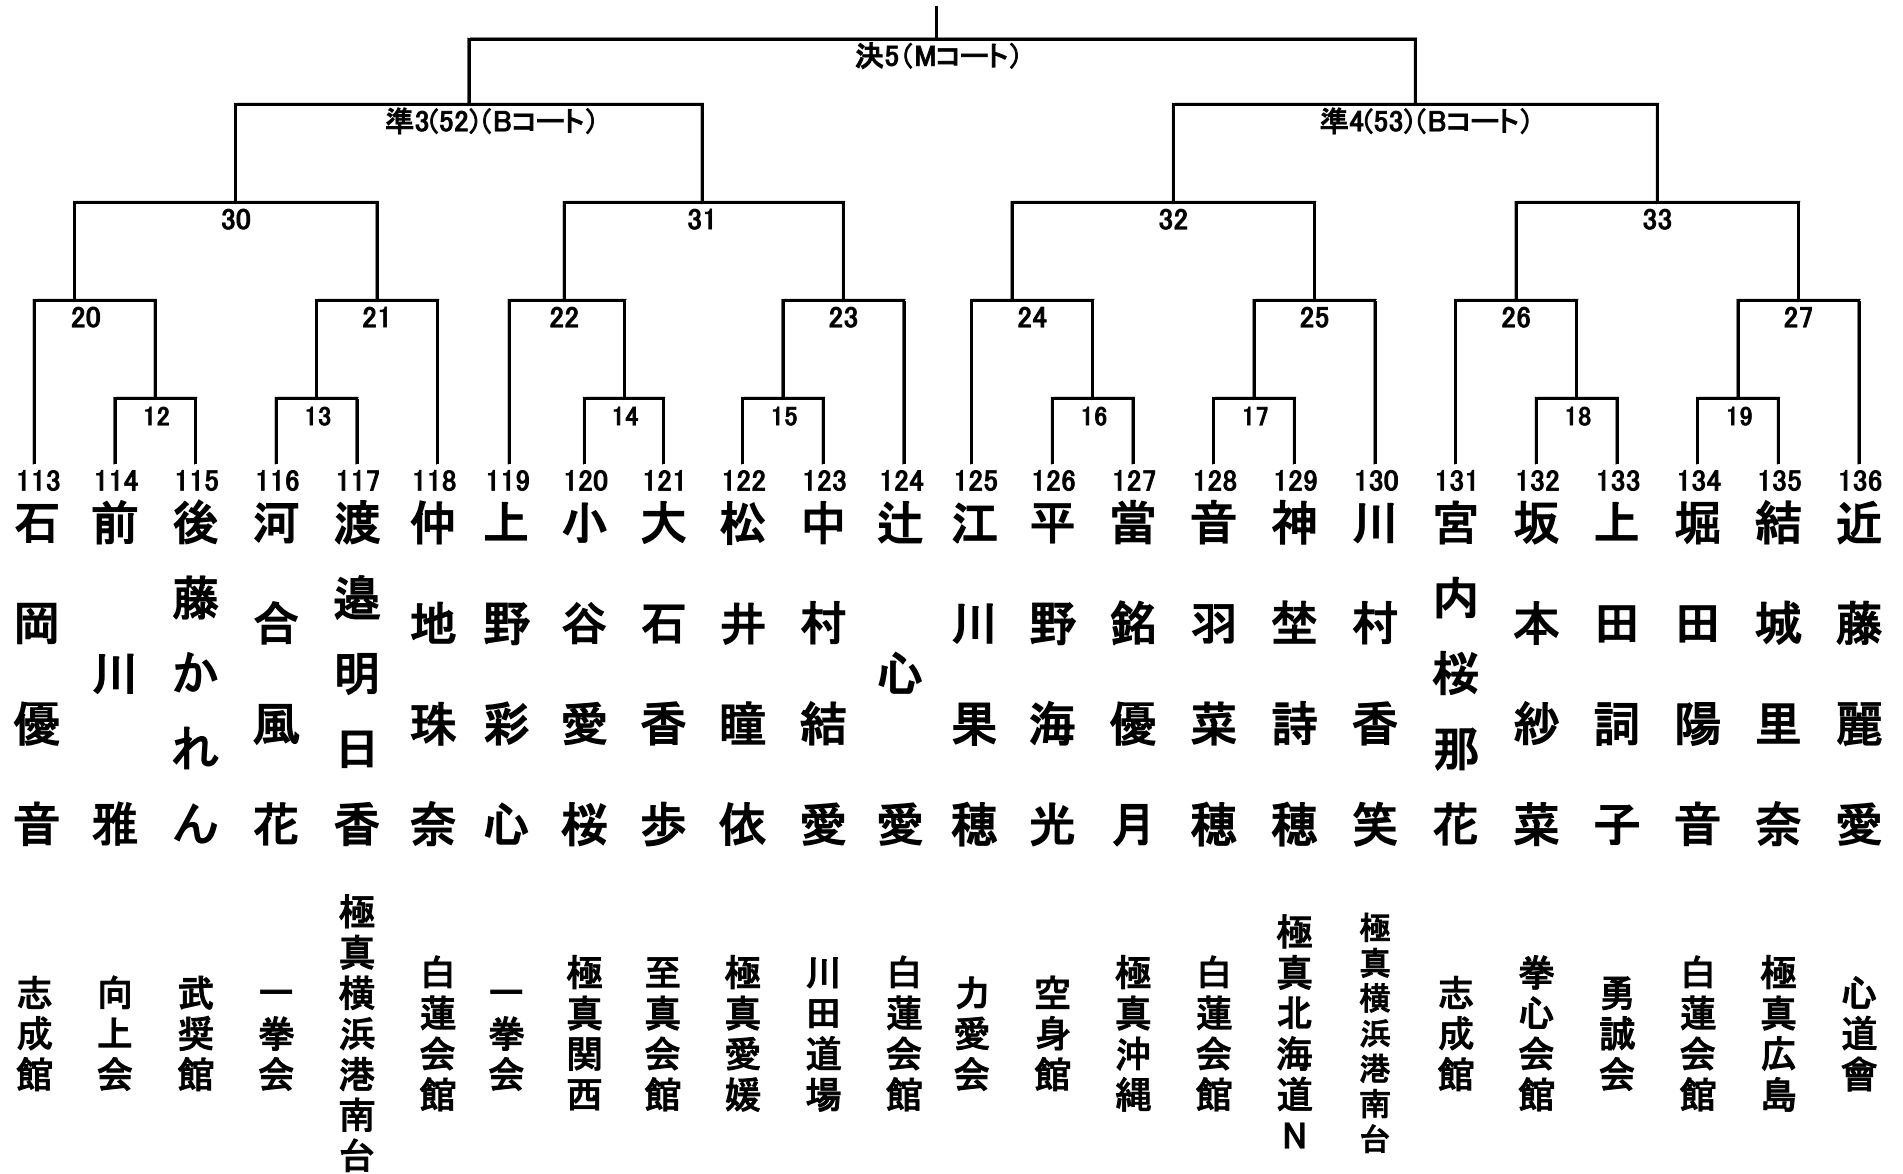 決5(Mコート)
準3(52)(Bコート)
準4(53)(Bコート)
30
31
32
33
20
21
22
23
24
25
26
27
12
13
14
15
16
17
18
19
113
石岡優音
志成館
114
前川雅
向上会
115
後藤かれん
武奨館
116
河合風花
一拳会
117
渡邉明日香
極真横浜港南台
118
仲地珠奈
白蓮会館
119
上野彩心
一拳会
120
小谷愛桜
極真関西
121
大石香歩
至真会館
122
松井瞳依
極真愛媛
123
中村結愛
川田道場
124
辻心愛
白蓮会館
125
江川果穂
力愛会
126
平野海光
空身館
127
當銘優月
極真沖縄
128
音羽菜穂
白蓮会館
129
神埜詩穂
極真北海道N
130
川村香笑
極真横浜港南台
131
宮内桜那花
志成館
132
坂本紗菜
拳心会館
133
上田詞子
勇誠会
134
堀田陽音
白蓮会館
135
結城里奈
極真広島
136
近藤麗愛
心道會